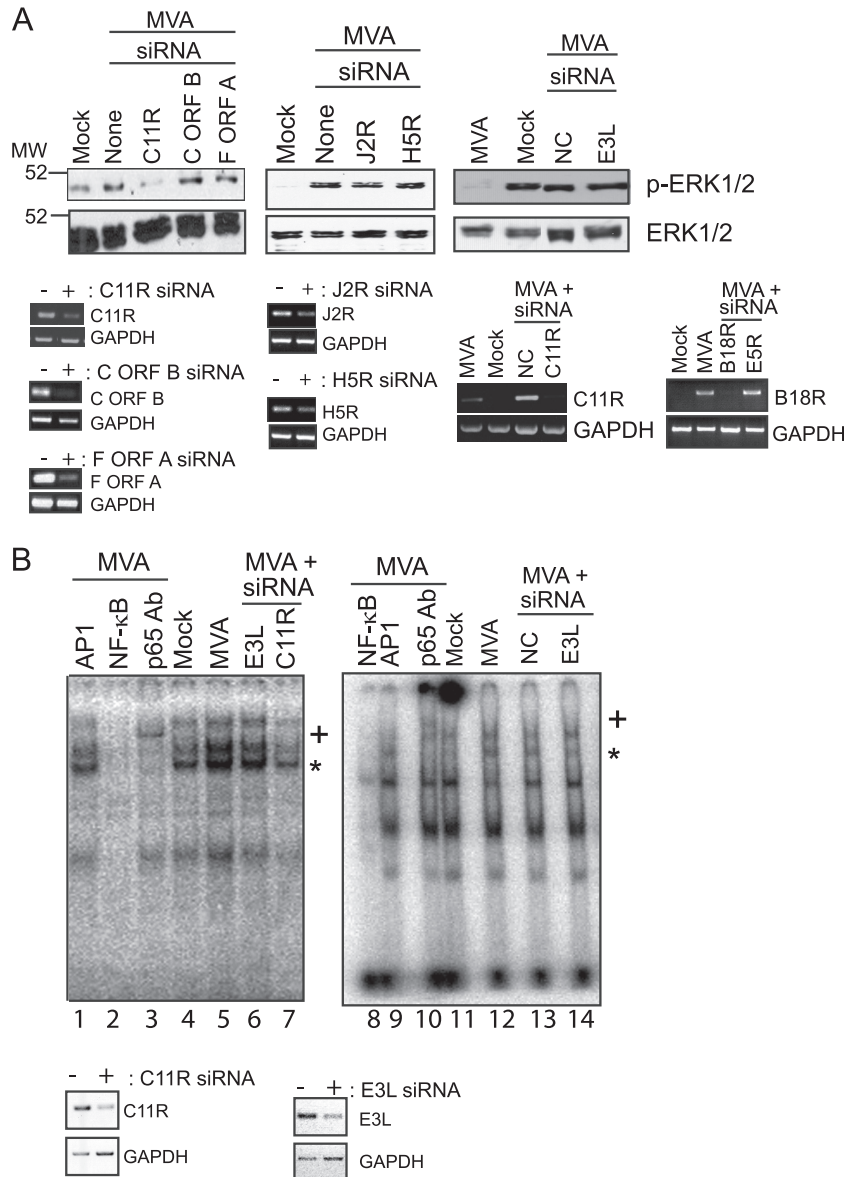 A
MVA
siRNA
Mock
None
C11R
C ORF B
F ORF A
MVA
siRNA
Mock
None
J2R
H5R
MVA
siRNA
MVA
Mock
NC
E3L
MW
52
52
p-ERK1/2
ERK1/2
- + : C11R siRNA
C11R
GAPDH
- + : C ORF B siRNA
C ORF B
GAPDH
- + : F ORF A siRNA
F ORF A
GAPDH
- + : J2R siRNA
J2R
GAPDH
- + : H5R siRNA
H5R
GAPDH
MVA +
siRNA
MVA
Mock
NC
C11R
C11R
GAPDH
MVA +
siRNA
Mock
MVA
B18R
E5R
B18R
GAPDH
B
MVA
MVA +
siRNA
AP1
NF-κB
p65 Ab
Mock
MVA
E3L
C11R
+
*
1 2 3 4 5 6 7
MVA
MVA +
siRNA
NF-κB
AP1
p65 Ab
Mock
MVA
NC
E3L
+
*
8 9 10 11 12 13 14
- + : C11R siRNA
C11R
GAPDH
- + : E3L siRNA
E3L
GAPDH